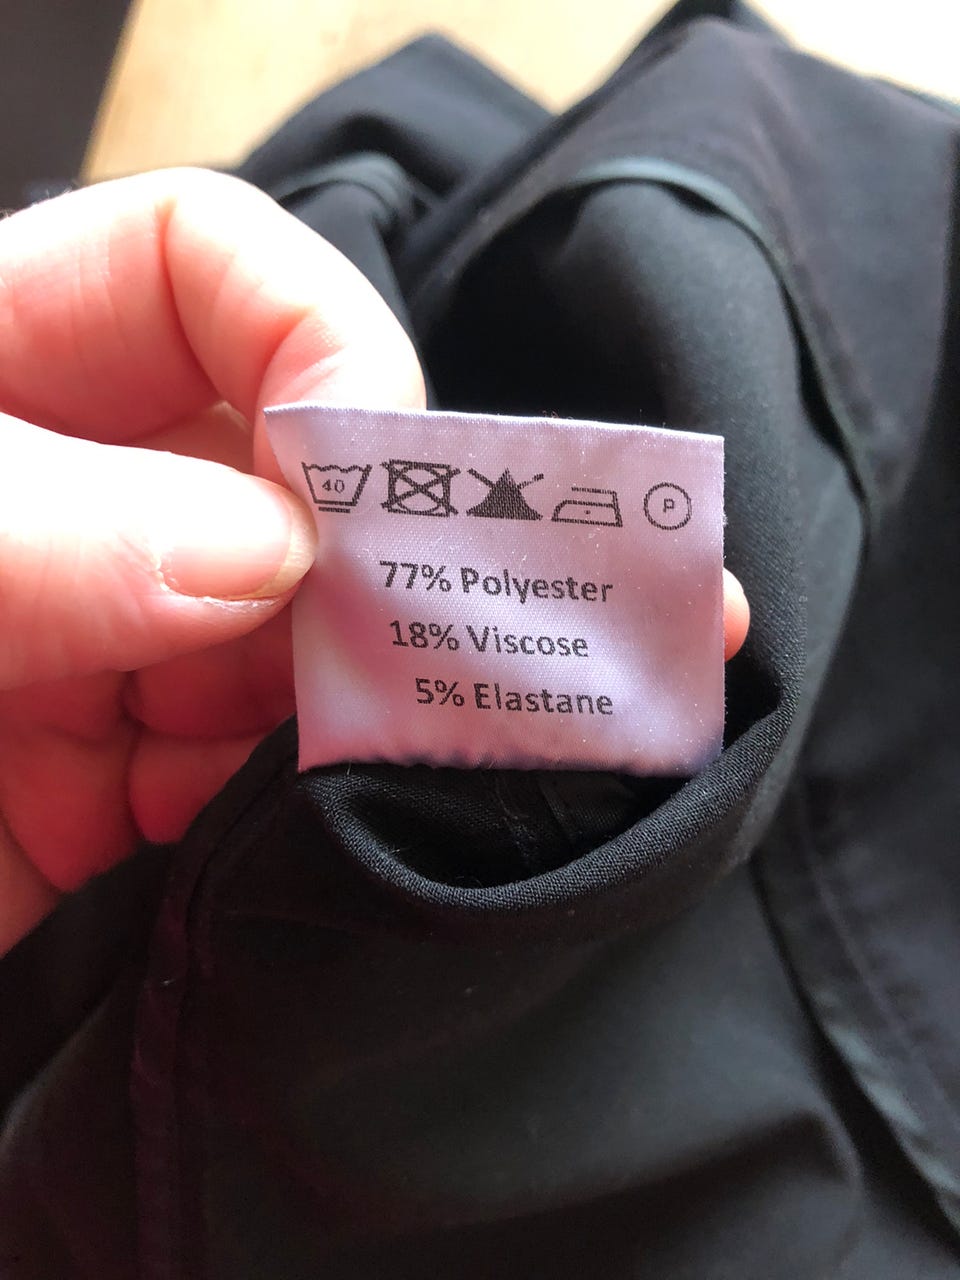 40 P
77% Polyester
18% Viscose
5% Elastane